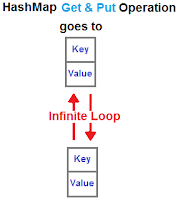 HashMap Get & Put Operation
goes to
Key
Value
Infinite Loop
Key
Value